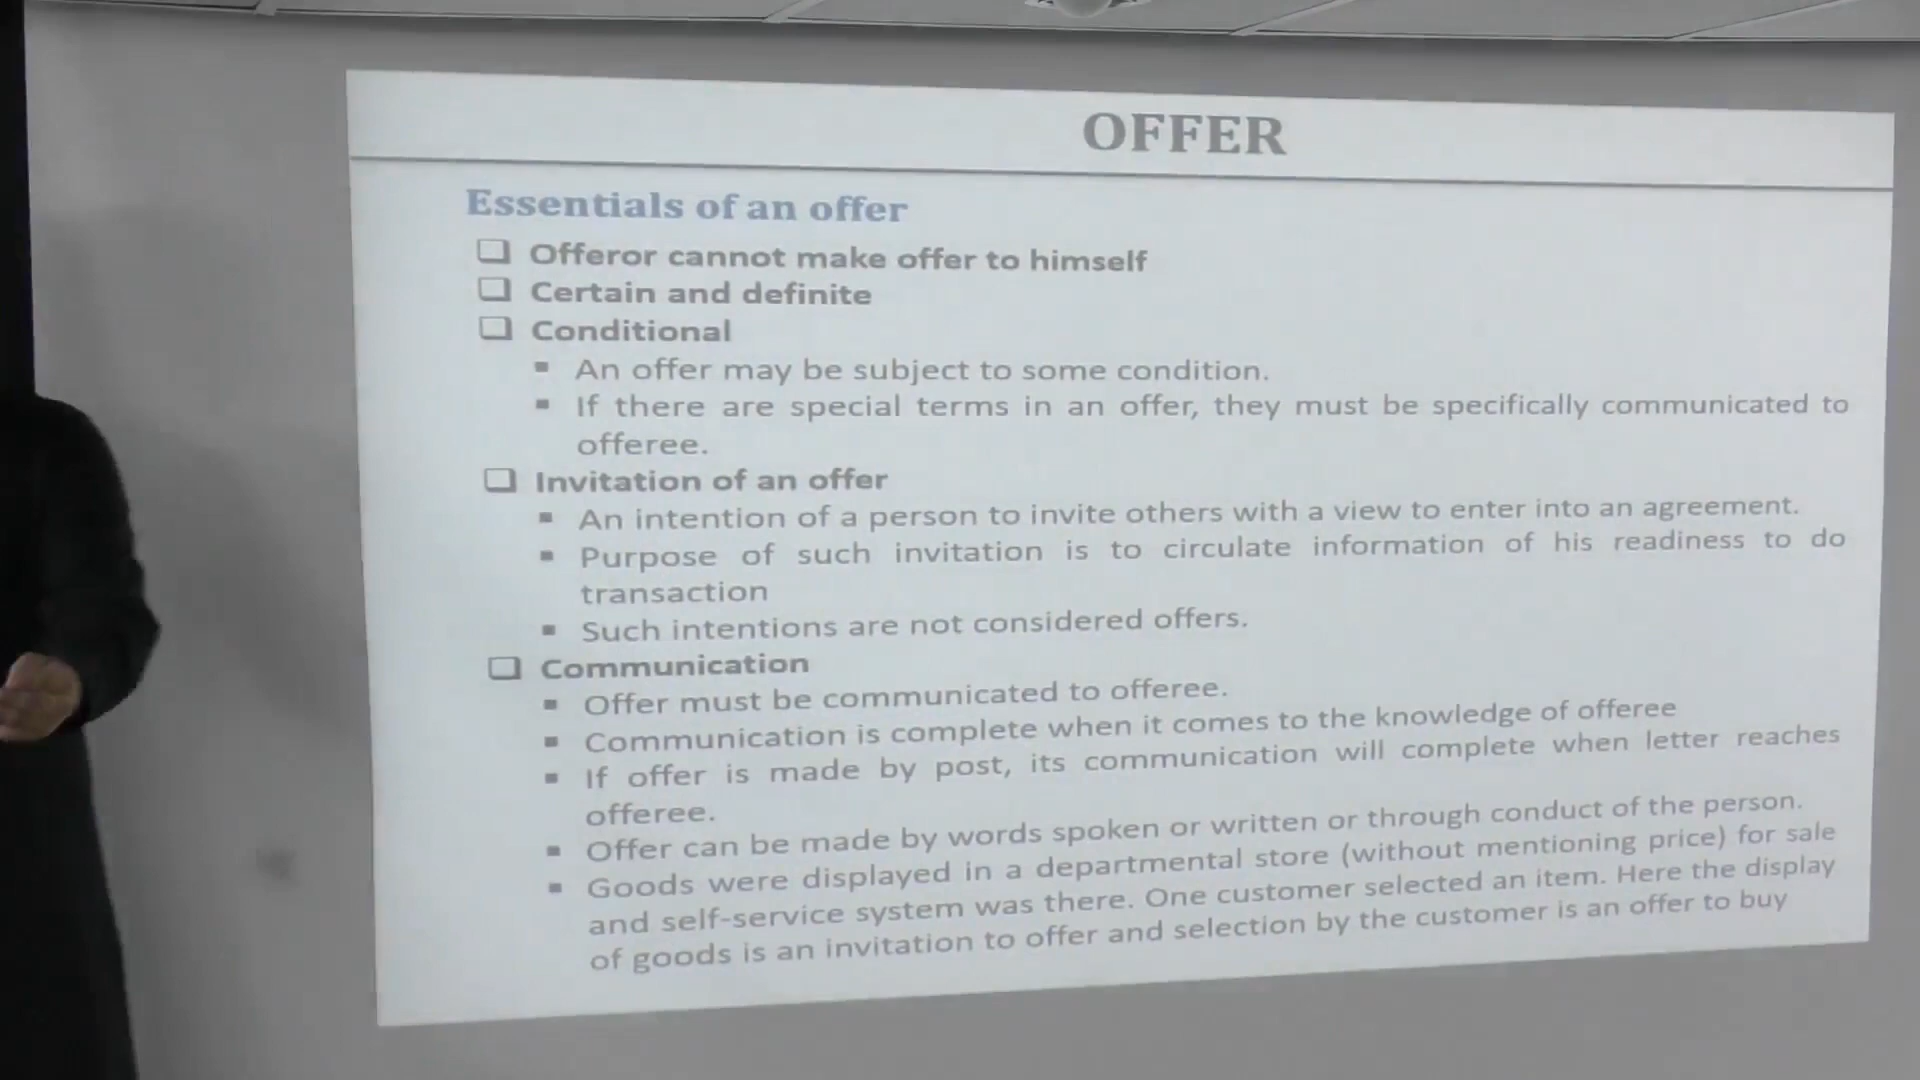 OFFER
Essentials of an offer
❑ Offeror cannot make offer to himself
❑ Certain and definite
❑ Conditional
▪ An offer may be subject to some condition.
▪ If there are special terms in an offer, they must be specifically communicated to
offeree.
❑ Invitation of an offer
▪ An intention of a person to invite others with a view to enter into an agreement.
▪ Purpose of such invitation is to circulate information of his readiness to do
transaction
▪ Such intentions are not considered offers.
❑ Communication
▪ Offer must be communicated to offeree.
▪ Communication is complete when it comes to the knowledge of offeree
▪ If offer is made by post, its communication will complete when letter reaches
offeree.
▪ Offer can be made by words spoken or written or through conduct of the person.
▪ Goods were displayed in a departmental store (without mentioning price) for sale
and self-service system was there. One customer selected an item. Here the display
of goods is an invitation to offer and selection by the customer is an offer to buy